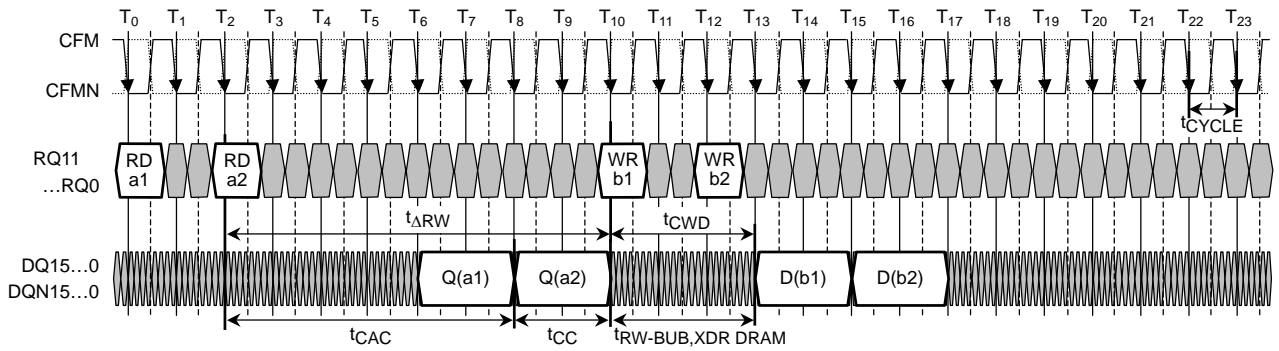 T0 T1 T2 T3 T4 T5 T6 T7 T8 T9 T10 T11 T12 T13 T14 T15 T16 T17 T18 T19 T20 T21 T22 T23
CFM
CFMN
tCYCLE
RQ11
…RQ0
RD
a1
RD
a2
WR
b1
WR
b2
tΔRW
tCWD
DQ15…0
DQN15…0
Q(a1)
Q(a2)
D(b1)
D(b2)
tCAC
tCC
tRW-BUB,XDR DRAM